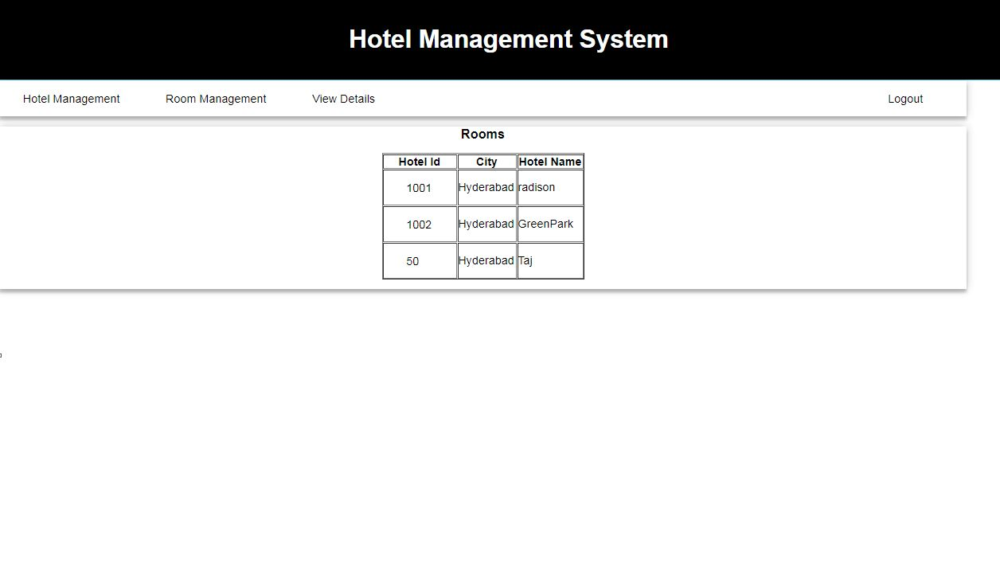 Hotel Management System
Hotel Management Room Management View Details Logout
Rooms
Hotel Id City Hotel Name
1001 Hyderabad radison
1002 Hyderabad GreenPark
50 Hyderabad Taj